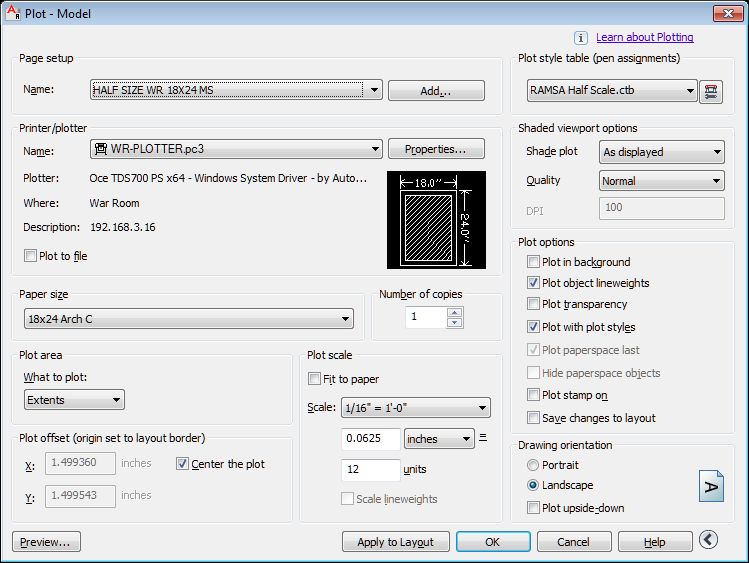 Plot - Model
Learn about Plotting
Page setup
Name: HALF SIZE WR 18X24 MS Add...
Plot style table (pen assignments)
RAMSA Half Scale.ctb
Printer/plotter
Name: WR-PLOTTER.pc3 Properties...
Plotter: Oce TDS700 PS x64 - Windows System Driver - by Auto...
Where: War Room
Description: 192.168.3.16
Plot to file
18.0''
24.0''
Shaded viewport options
Shade plot As displayed
Quality Normal
DPI 100
Paper size
18x24 Arch C
Number of copies
1
Plot options
Plot in background
Plot object lineweights
Plot transparency
Plot with plot styles
Plot paperspace last
Hide paperspace objects
Plot stamp on
Save changes to layout
Plot area
What to plot:
Extents
Plot scale
Fit to paper
Scale: 1/16" = 1'-0"
0.0625 inches =
12 units
Scale lineweights
Plot offset (origin set to layout border)
X: 1.499360 inches Center the plot
Y: 1.499543 inches
Drawing orientation
Portrait
Landscape
Plot upside-down
A
Preview... Apply to Layout OK Cancel Help